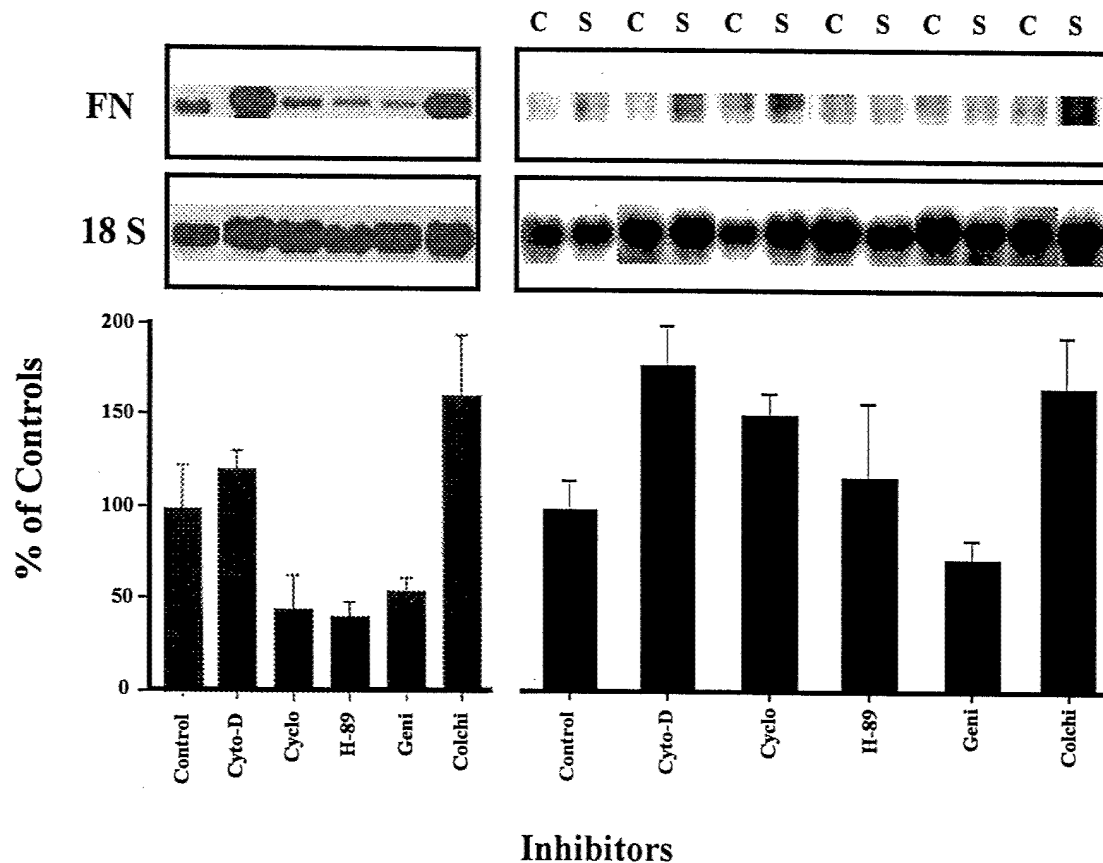 C S C S C S C S C S C S
FN
18 S
200
150
100
50
0
% of Controls
Control Cyto-D Cyclo H-89 Geni Colchi
Control Cyto-D Cyclo H-89 Geni Colchi
Inhibitors